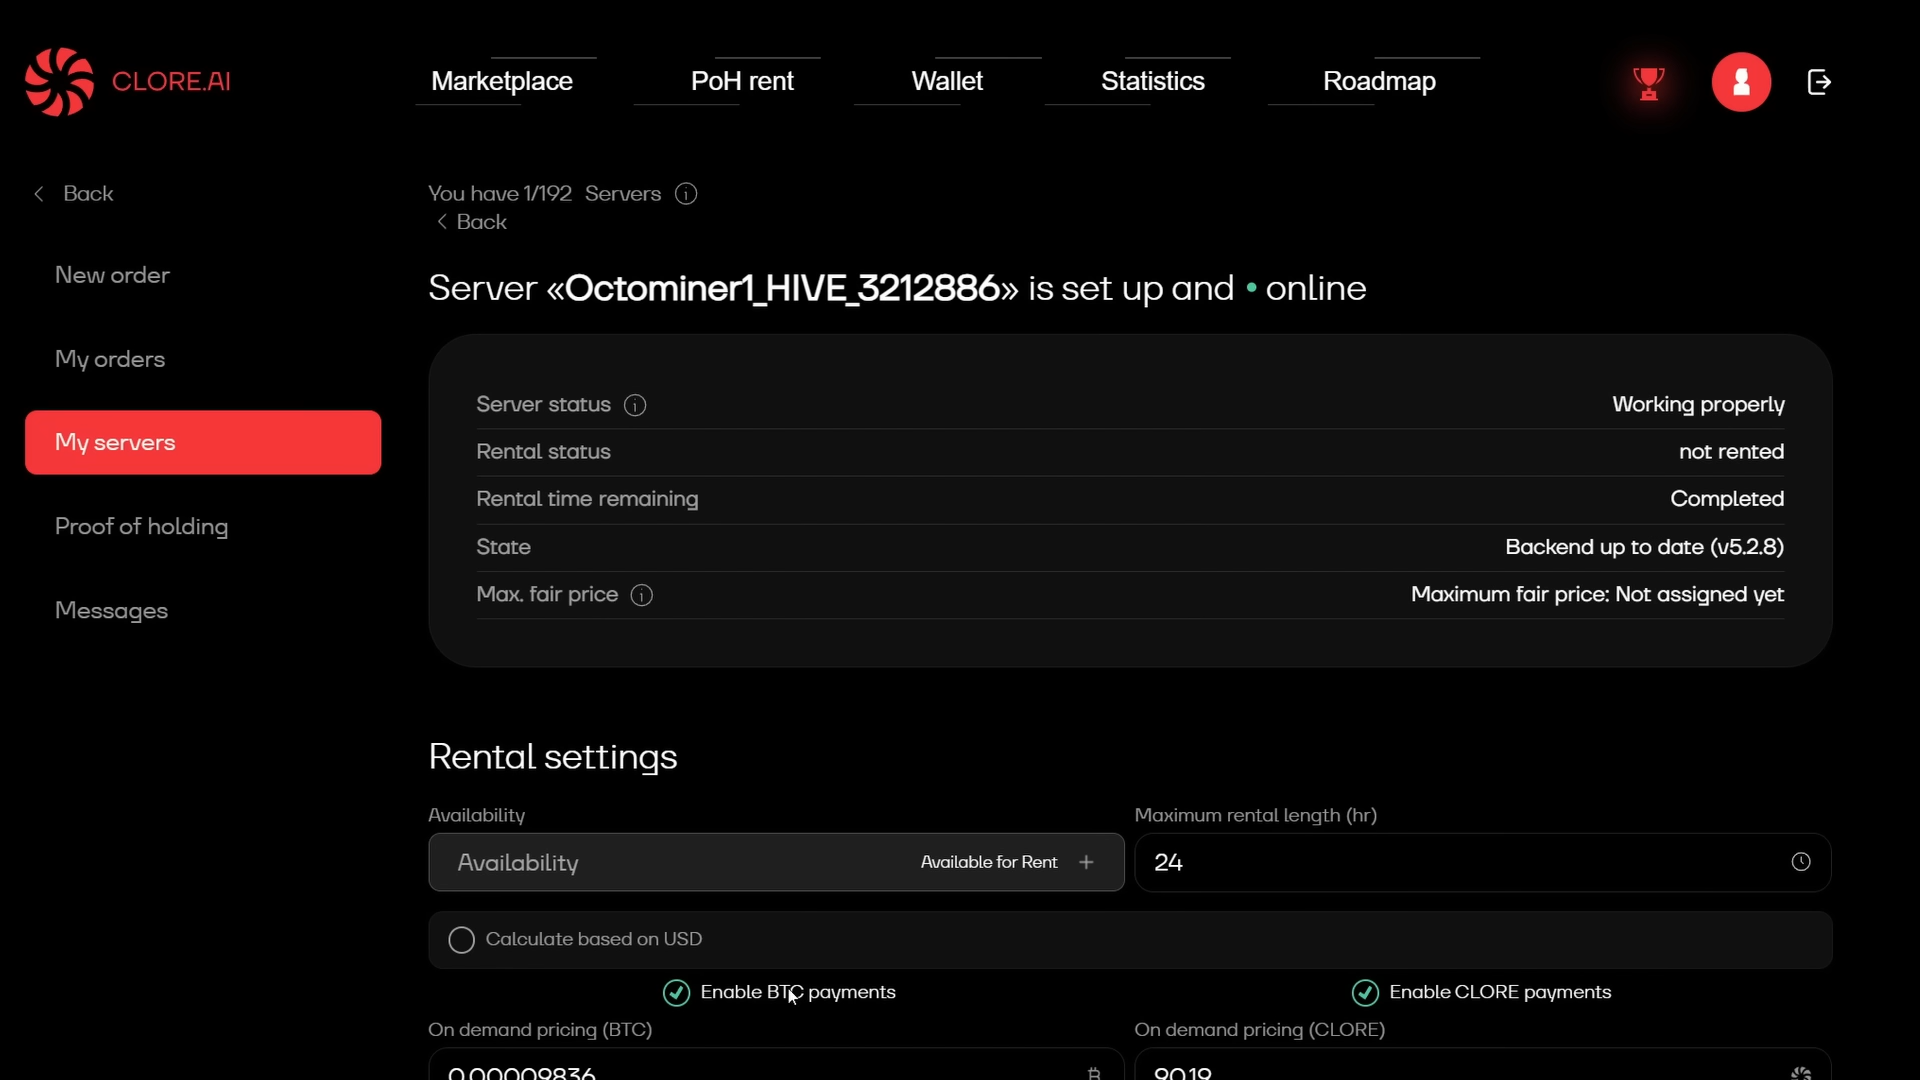 CLORE.AI
Marketplace
PoH rent
Wallet
Statistics
Roadmap
Back
New order
My orders
My servers
Proof of holding
Messages
You have 1/192 Servers
Back
Server «Octominer1_HIVE_3212886» is set up and • online
Server status Working properly
Rental status not rented
Rental time remaining Completed
State Backend up to date (v5.2.8)
Max. fair price Maximum fair price: Not assigned yet
Rental settings
Availability
Maximum rental length (hr)
Availability Available for Rent +
24
Calculate based on USD
Enable BTC payments
Enable CLORE payments
On demand pricing (BTC)
On demand pricing (CLORE)
0.00009836
90.19